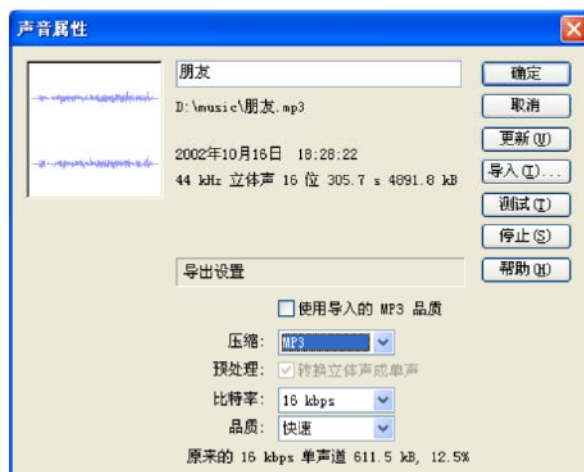 声音属性
朋友
D:\music\朋友.mp3
2002年10月16日 18:28:22
44 kHz 立体声 16 位 305.7 s 4891.8 kB
确定
取消
更新(U)
导入(I)...
测试(T)
停止(S)
帮助(H)
导出设置
使用导入的 MP3 品质
压缩: MP3
预处理: 转换立体声成单声
比特率: 16 kbps
品质: 快速
原来的 16 kbps 单声道 611.5 kB, 12.5%